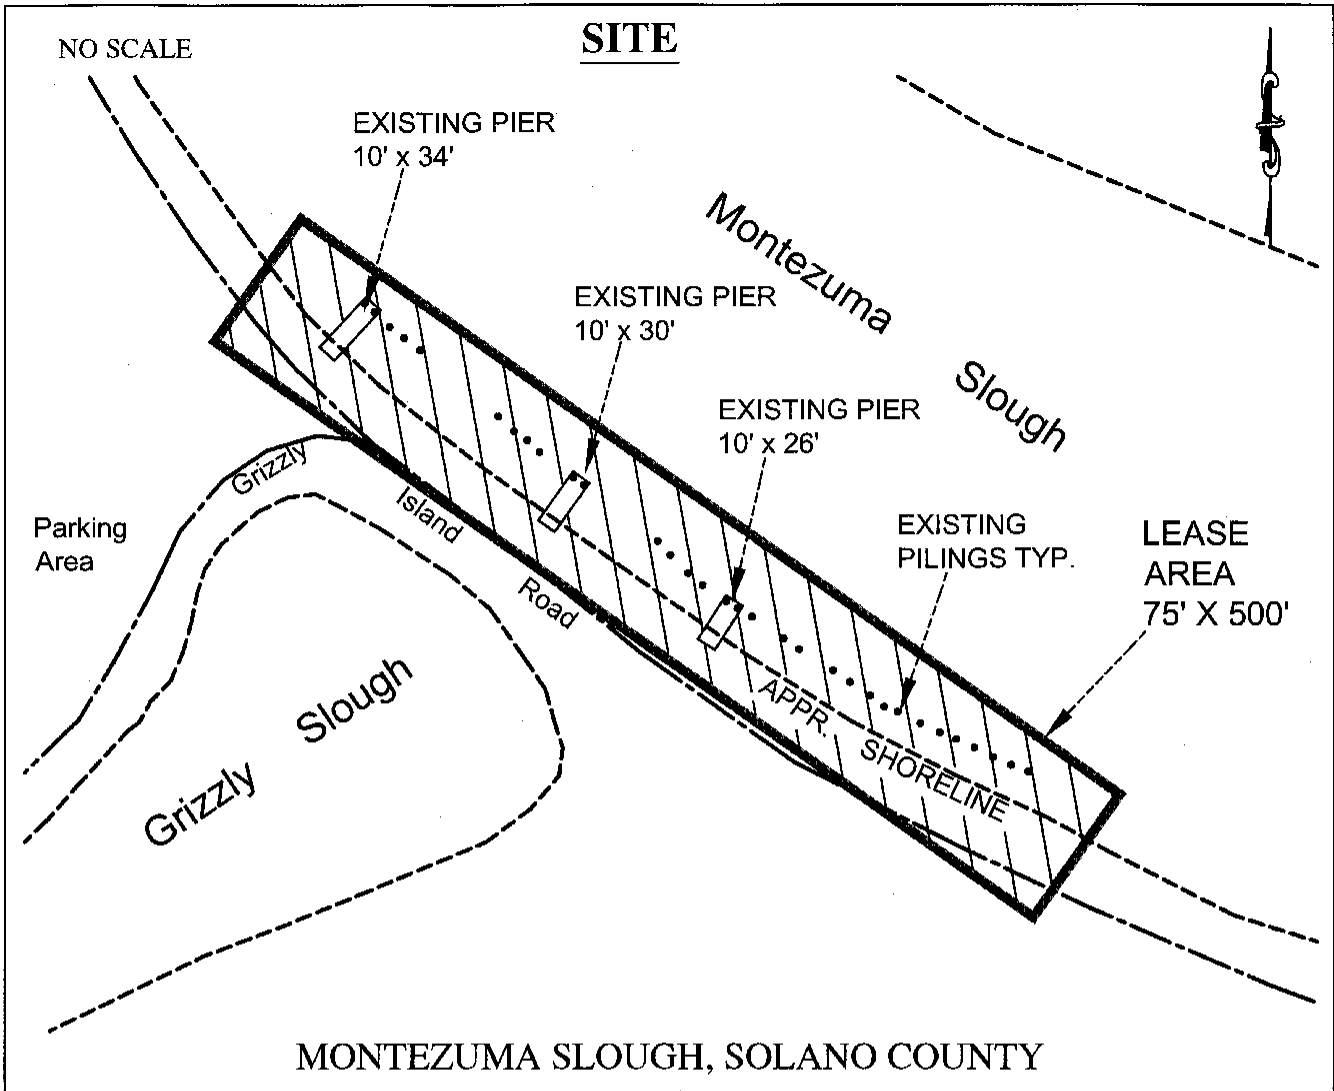 SITE
NO SCALE
EXISTING PIER
10' x 34'
Montezuma
Slough
EXISTING PIER
10' x 30'
EXISTING PIER
10' x 26'
EXISTING
PILINGS TYP.
LEASE
AREA
75' X 500'
Grizzly
Island
Road
Parking
Area
APPR. SHORELINE
Grizzly Slough
MONTEZUMA SLOUGH, SOLANO COUNTY